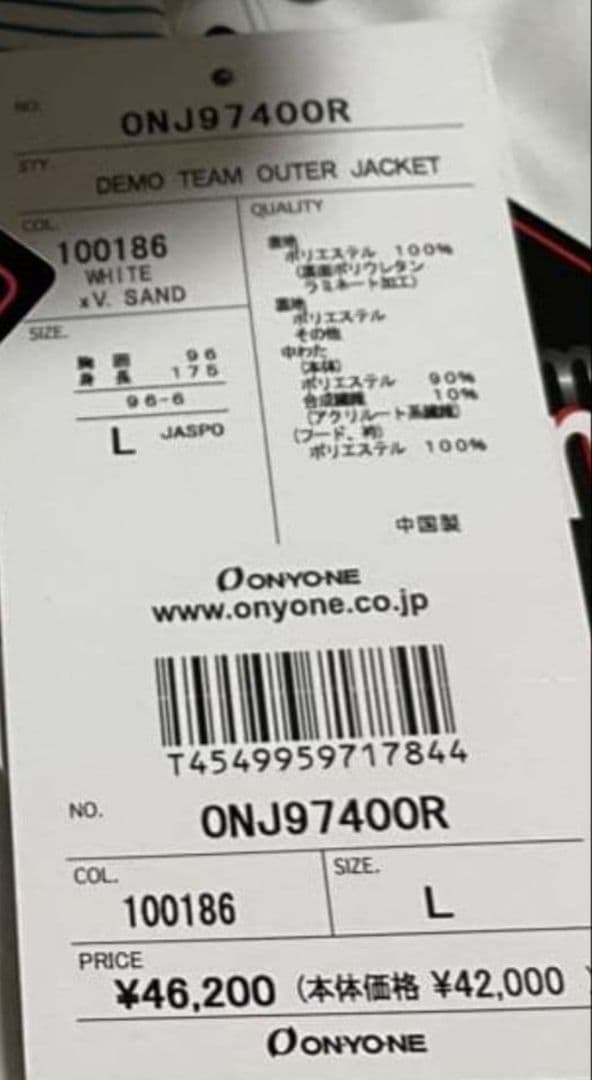 NO.
ONJ97400R
STY.
DEMO TEAM OUTER JACKET
COL.
100186
WHITE
xV. SAND
SIZE.
胸 囲 96
身 長 175
96-6
L JASPO
QUALITY
表地
ポリエステル 100%
(裏面ポリウレタン
ラミネート加工)
裏地
ポリエステル
その他
中わた
(本体)
ポリエステル 90%
合成繊維 10%
(アクリルート系繊維)
(フード、衿)
ポリエステル 100%
中国製
ONYONE
www.onyone.co.jp
T4549959717844
NO.
ONJ97400R
COL.
100186
SIZE.
L
PRICE
¥46,200 (本体価格 ¥42,000 )
ONYONE